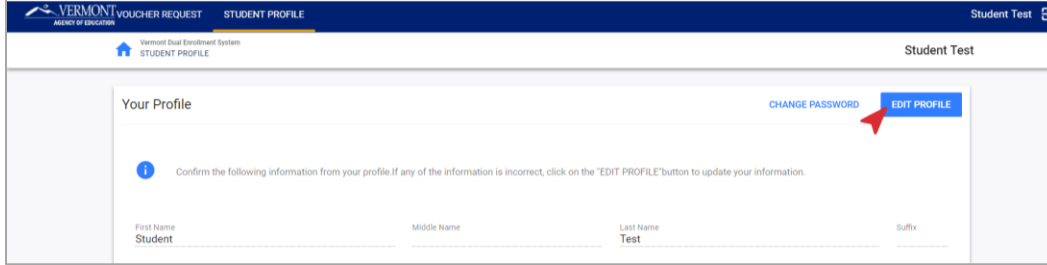 VERMONT
AGENCY OF EDUCATION
VOUCHER REQUEST STUDENT PROFILE Student Test
Vermont Dual Enrollment System
STUDENT PROFILE Student Test
Your Profile CHANGE PASSWORD EDIT PROFILE
Confirm the following information from your profile.If any of the information is incorrect, click on the "EDIT PROFILE"button to update your information.
First Name Middle Name Last Name Suffix
Student Test